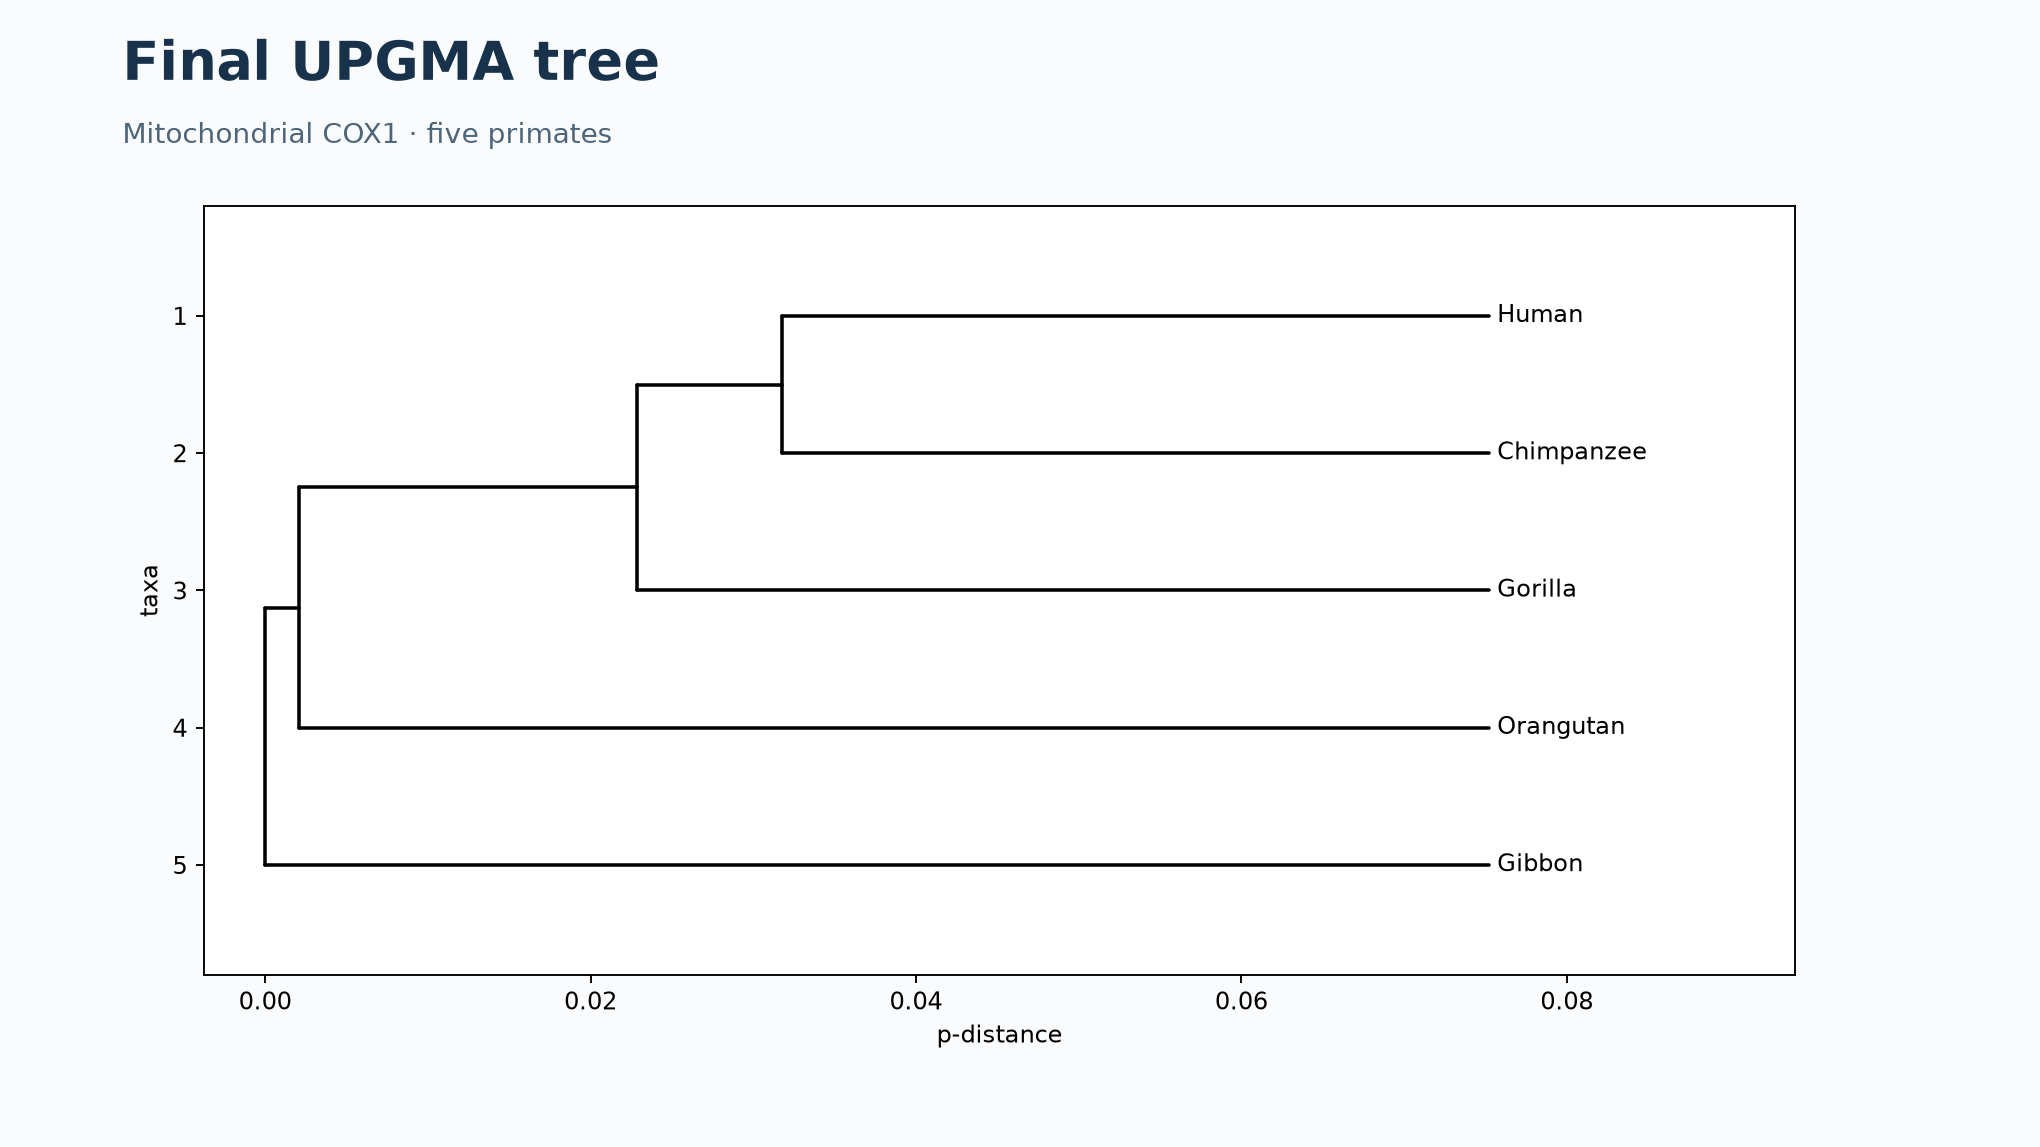 Final UPGMA tree
Mitochondrial COX1 · five primates
1
Human
2
Chimpanzee
taxa
3
Gorilla
4
Orangutan
5
Gibbon
0.00 0.02 0.04 0.06 0.08
p-distance